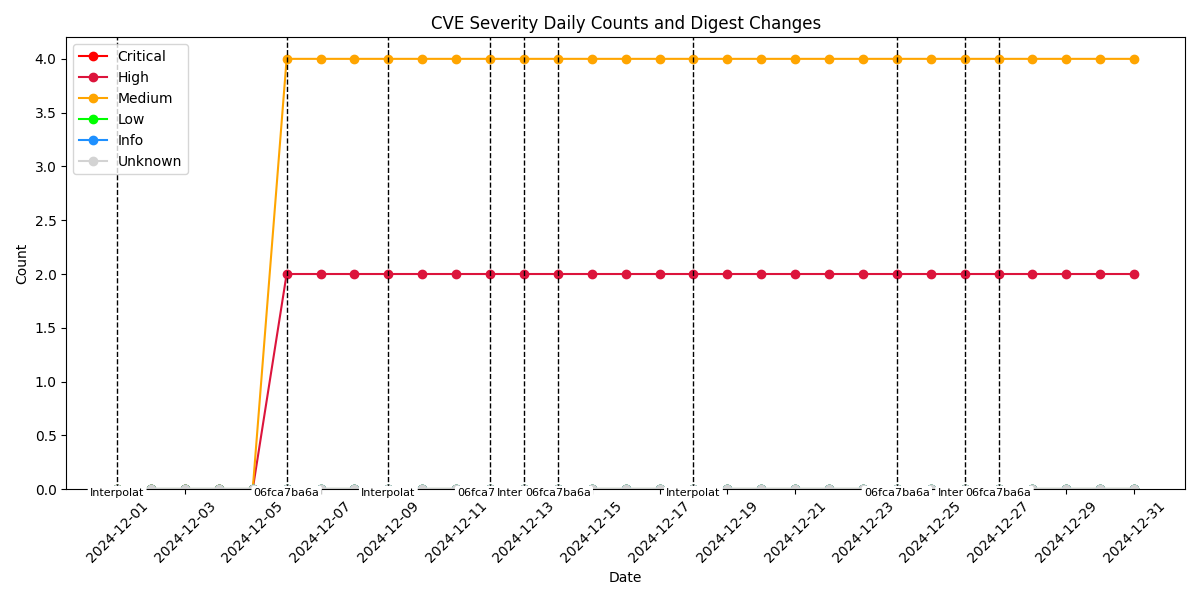 CVE Severity Daily Counts and Digest Changes
Critical
High
Medium
Low
Info
Unknown
Count
4.0
3.5
3.0
2.5
2.0
1.5
1.0
0.5
0.0
Interpolat
06fca7ba6a
Interpolat
06fca7
Inter
06fca7ba6a
Interpolat
06fca7ba6a
Inter
06fca7ba6a
2024-12-01
2024-12-03
2024-12-05
2024-12-07
2024-12-09
2024-12-11
2024-12-13
2024-12-15
2024-12-17
2024-12-19
2024-12-21
2024-12-23
2024-12-25
2024-12-27
2024-12-29
2024-12-31
Date